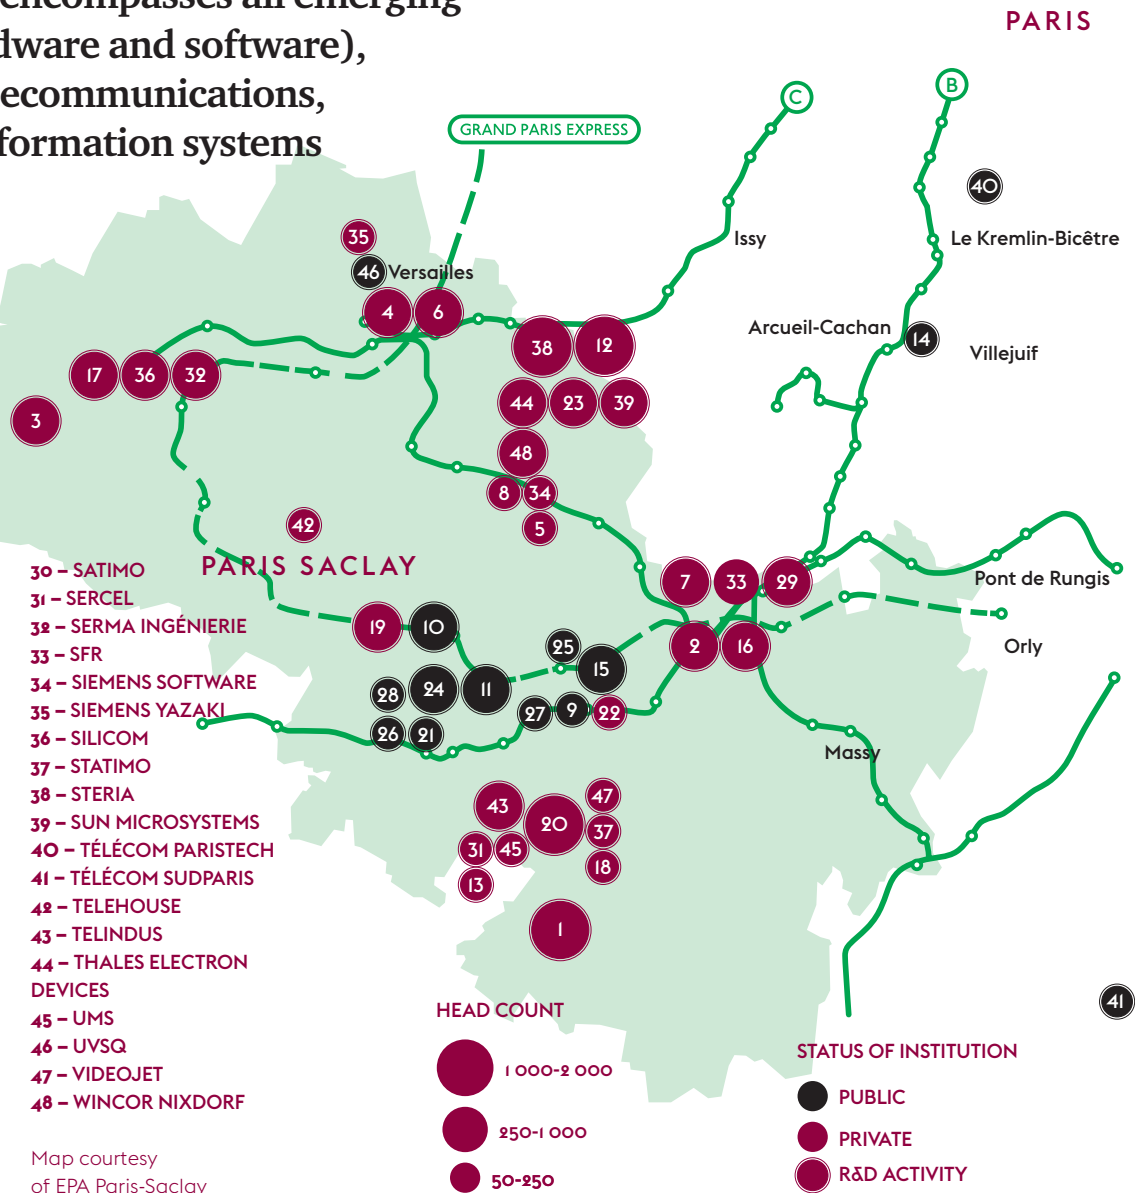 encompasses all emerging
dware and software),
ecommunications,
formation systems
PARIS
C
B
GRAND PARIS EXPRESS
40
35
Issy
Le Kremlin-Bicêtre
46
Versailles
4
6
Arcueil-Cachan
14
38
12
Villejuif
17
36
32
44
23
39
3
48
8
34
42
5
PARIS SACLAY
7
33
29
Pont de Rungis
19
10
25
2
16
Orly
15
28
24
11
27
9
22
26
21
Massy
43
47
20
37
31
45
18
13
1
41
30 – SATIMO
31 – SERCEL
32 – SERMA INGÉNIERIE
33 – SFR
34 – SIEMENS SOFTWARE
35 – SIEMENS YAZAKI
36 – SILICOM
37 – STATIMO
38 – STERIA
39 – SUN MICROSYSTEMS
40 – TÉLÉCOM PARISTECH
41 – TÉLÉCOM SUDPARIS
42 – TELEHOUSE
43 – TELINDUS
44 – THALES ELECTRON
DEVICES
45 – UMS
46 – UVSQ
47 – VIDEOJET
48 – WINCOR NIXDORF
Map courtesy
of EPA Paris-Saclay
HEAD COUNT
1 000-2 000
250-1 000
50-250
STATUS OF INSTITUTION
PUBLIC
PRIVATE
R&D ACTIVITY